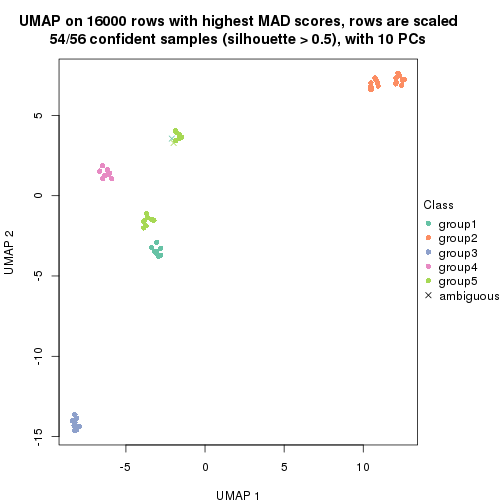 UMAP on 16000 rows with highest MAD scores, rows are scaled
54/56 confident samples (silhouette > 0.5), with 10 PCs
5
0
-5
-10
-15
UMAP 2
-5
0
5
10
UMAP 1
Class
group1
group2
group3
group4
group5
ambiguous